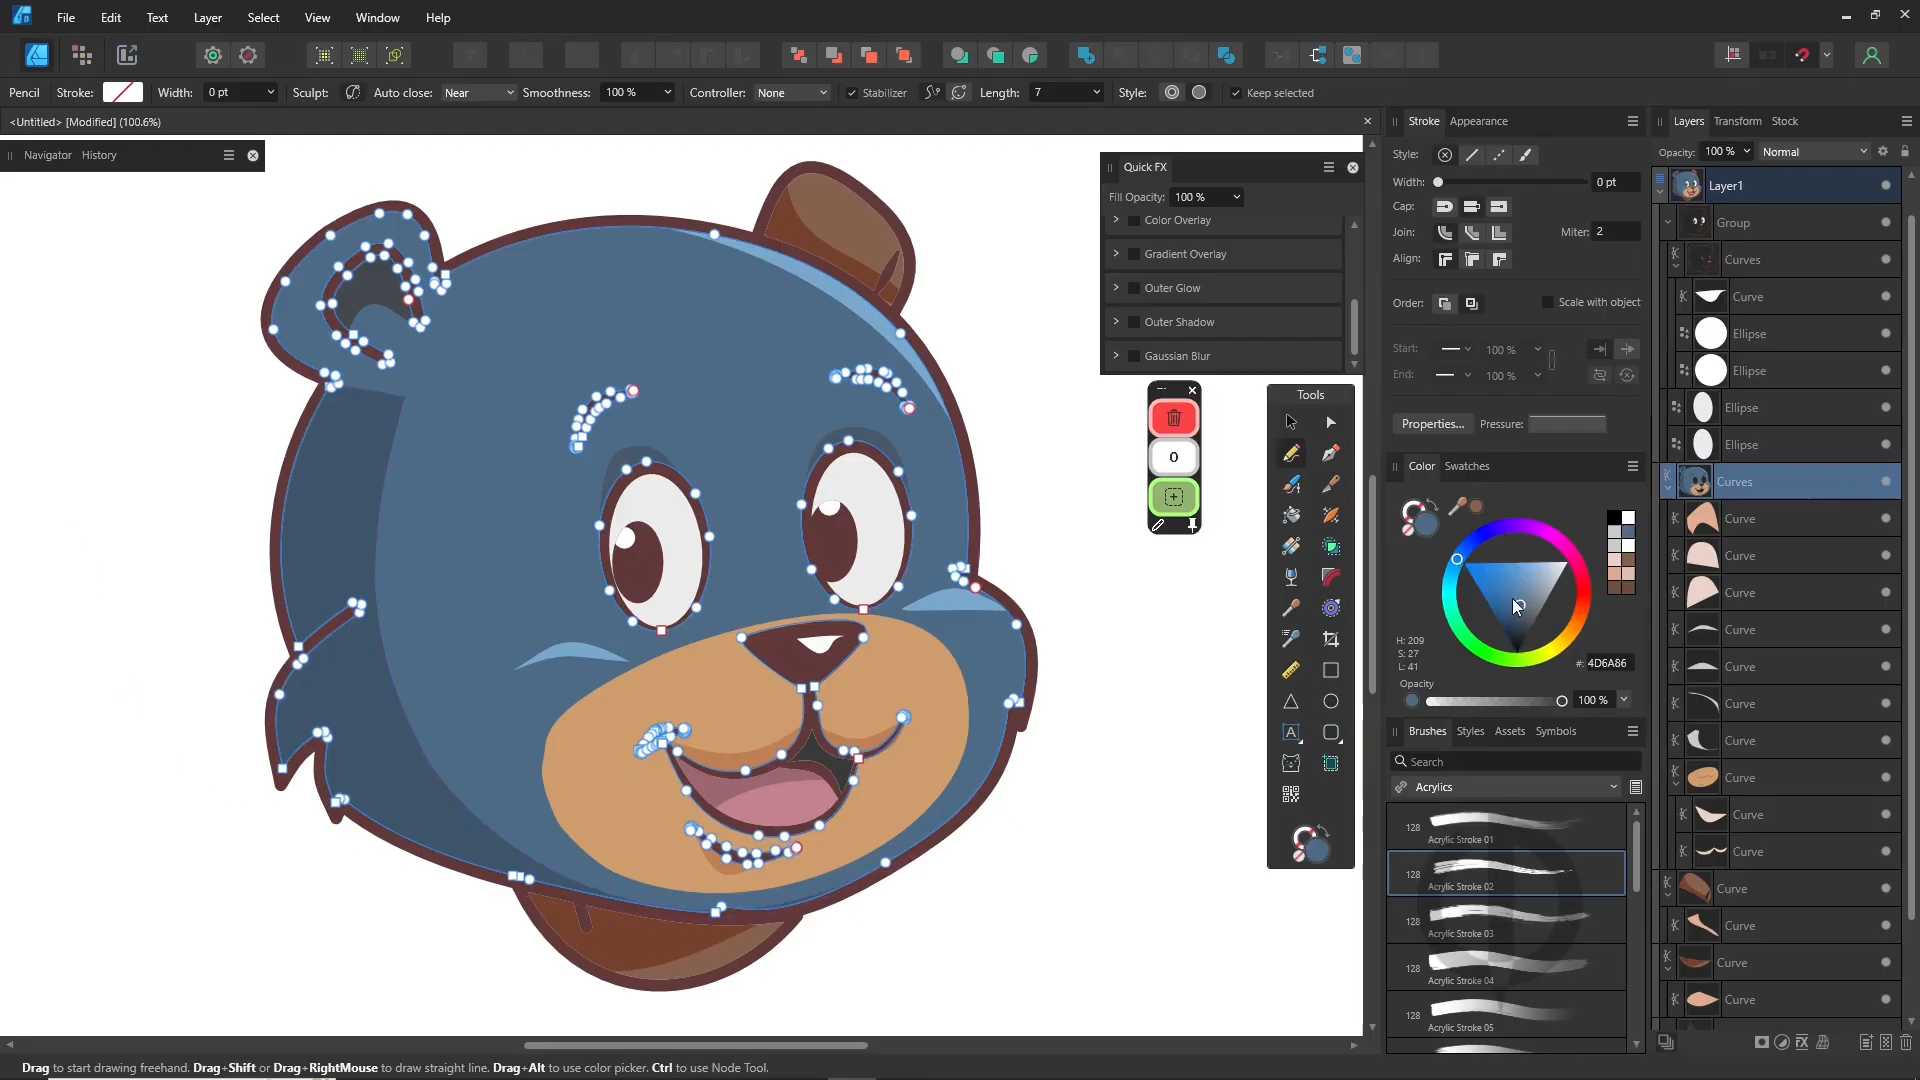 File Edit Text Layer Select View Window Help
Pencil Stroke: Width: 0 pt Sculpt: Auto close: Near Smoothness: 100 % Controller: None Stabilizer Length: 7 Style: Keep selected
<Untitled> [Modified] (100.6%)
Navigator History
Quick FX
Fill Opacity: 100 %
Color Overlay
Gradient Overlay
Outer Glow
Outer Shadow
Gaussian Blur
0
Tools
A
Stroke Appearance
Style:
Width: 0 pt
Cap:
Join: Miter: 2
Align:
Order: Scale with object
Start: 100 %
End: 100 %
Properties... Pressure:
Color Swatches
H: 209
S: 27
L: 41
#: 4D6A86
Opacity
100 %
Brushes Styles Assets Symbols
Search
Acrylics
128 Acrylic Stroke 01
128 Acrylic Stroke 02
128 Acrylic Stroke 03
128 Acrylic Stroke 04
128 Acrylic Stroke 05
Layers Transform Stock
Opacity: 100 % Normal
Layer1
Group
Curves
Curve
Ellipse
Ellipse
Ellipse
Ellipse
Curves
Curve
Curve
Curve
Curve
Curve
Curve
Curve
Curve
Curve
Curve
Curve
Curve
Curve
Curve
Drag to start drawing freehand. Drag+Shift or Drag+RightMouse to draw straight line. Drag+Alt to use color picker. Ctrl to use Node Tool.